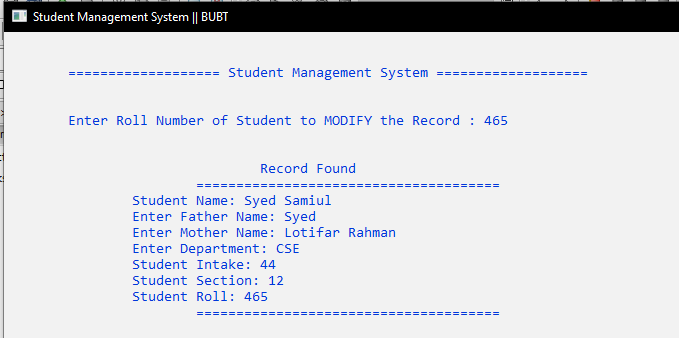 Student Management System || BUBT
=================== Student Management System ===================
Enter Roll Number of Student to MODIFY the Record : 465
Record Found
======================================
Student Name: Syed Samiul
Enter Father Name: Syed
Enter Mother Name: Lotifar Rahman
Enter Department: CSE
Student Intake: 44
Student Section: 12
Student Roll: 465
======================================